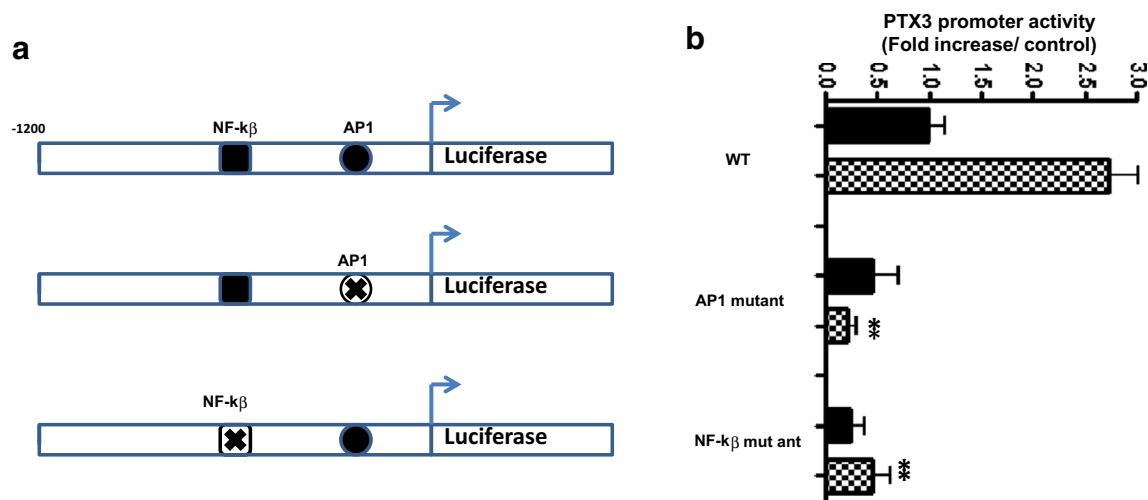 a
-1200
NF-kβ
AP1
Luciferase
AP1
Luciferase
NF-kβ
Luciferase
b
PTX3 promoter activity
(Fold increase/ control)
0.0
0.5
1.0
1.5
2.0
2.5
3.0
WT
AP1 mutant
**
NF-kβ mut ant
**